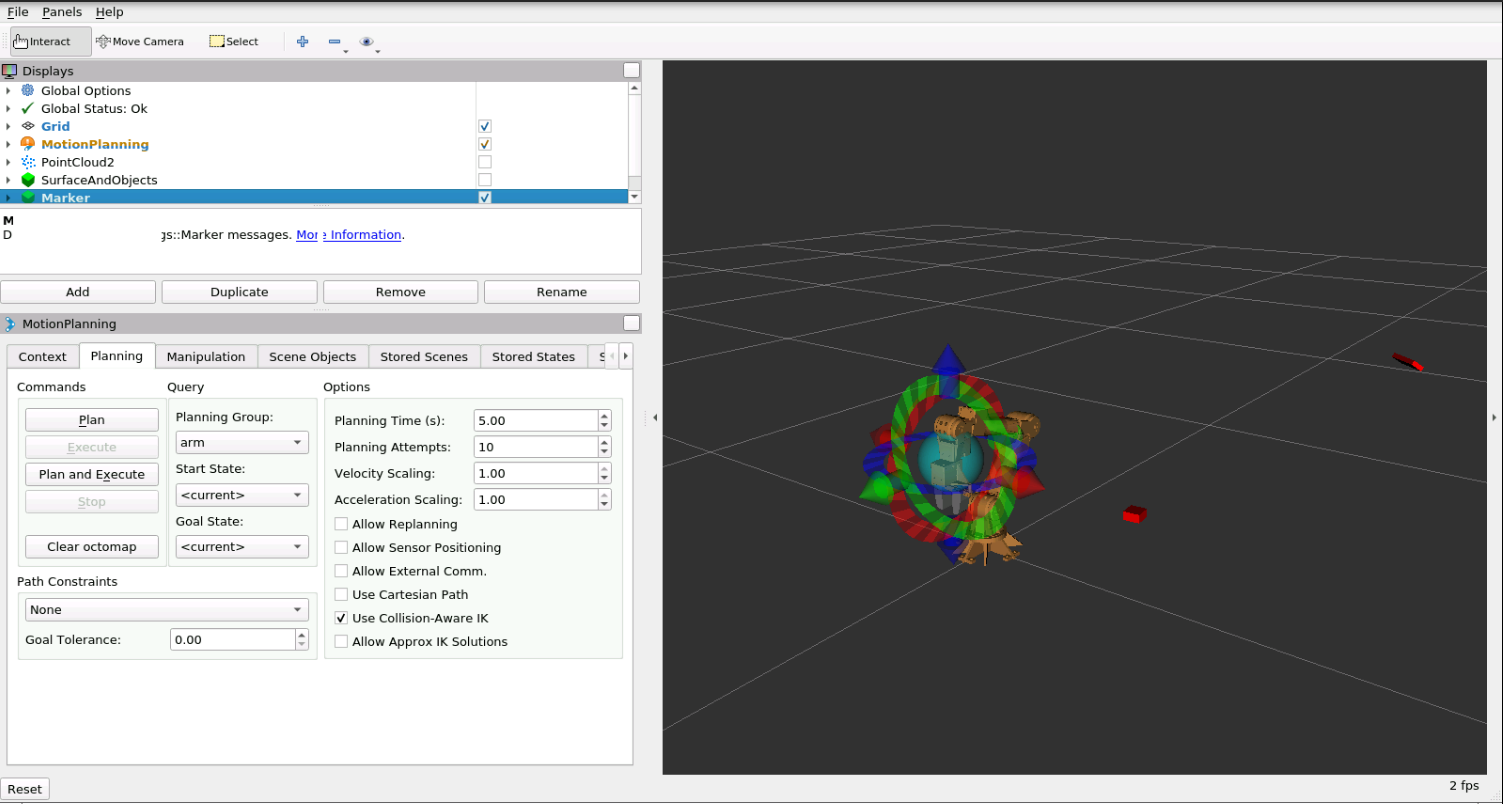 File Panels Help
Interact Move Camera Select
Displays
Global Options
Global Status: Ok
Grid
MotionPlanning
PointCloud2
SurfaceAndObjects
Marker
M
D gs::Marker messages. Mor e Information.
Add Duplicate Remove Rename
MotionPlanning
Context Planning Manipulation Scene Objects Stored Scenes Stored States S
Commands Query Options
Plan
Execute
Plan and Execute
Stop
Clear octomap
Planning Group:
arm
Start State:
<current>
Goal State:
<current>
Path Constraints
None
Goal Tolerance: 0.00
Planning Time (s): 5.00
Planning Attempts: 10
Velocity Scaling: 1.00
Acceleration Scaling: 1.00
Allow Replanning
Allow Sensor Positioning
Allow External Comm.
Use Cartesian Path
Use Collision-Aware IK
Allow Approx IK Solutions
Reset
2 fps